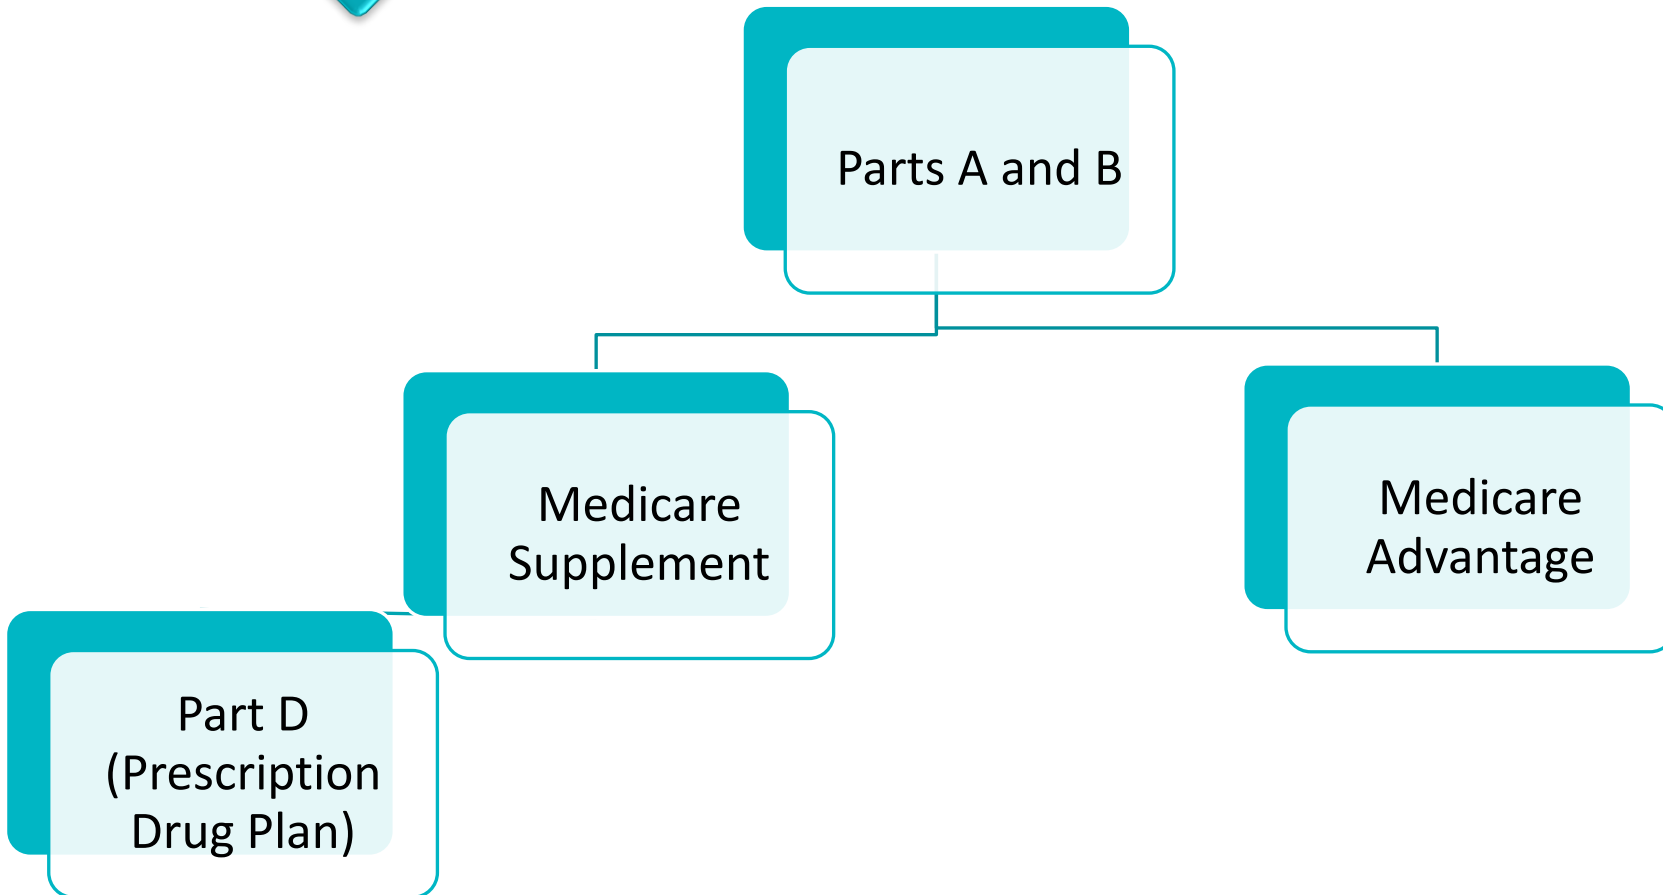 Parts A and B
Medicare
Supplement
Medicare
Advantage
Part D
(Prescription
Drug Plan)